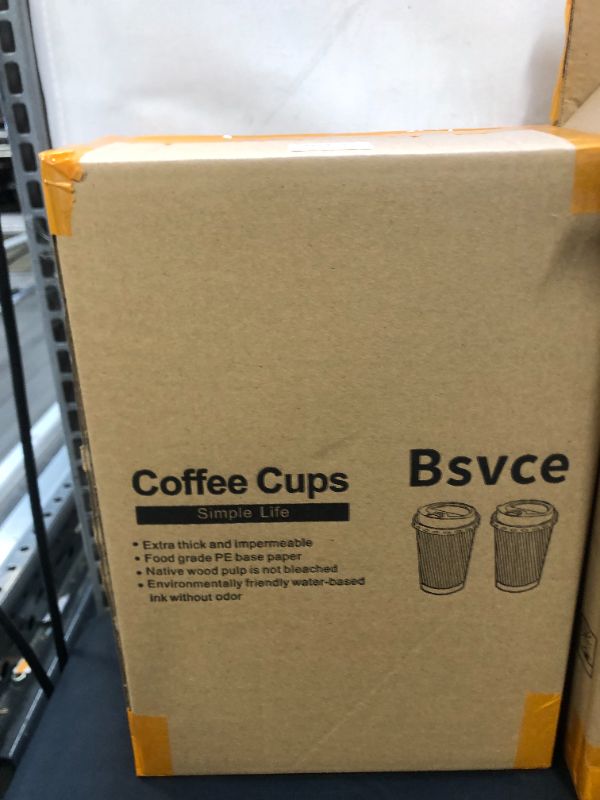 Coffee Cups
Simple Life
• Extra thick and impermeable
• Food grade PE base paper
• Native wood pulp is not bleached
• Environmentally friendly water-based
ink without odor
Bsvce